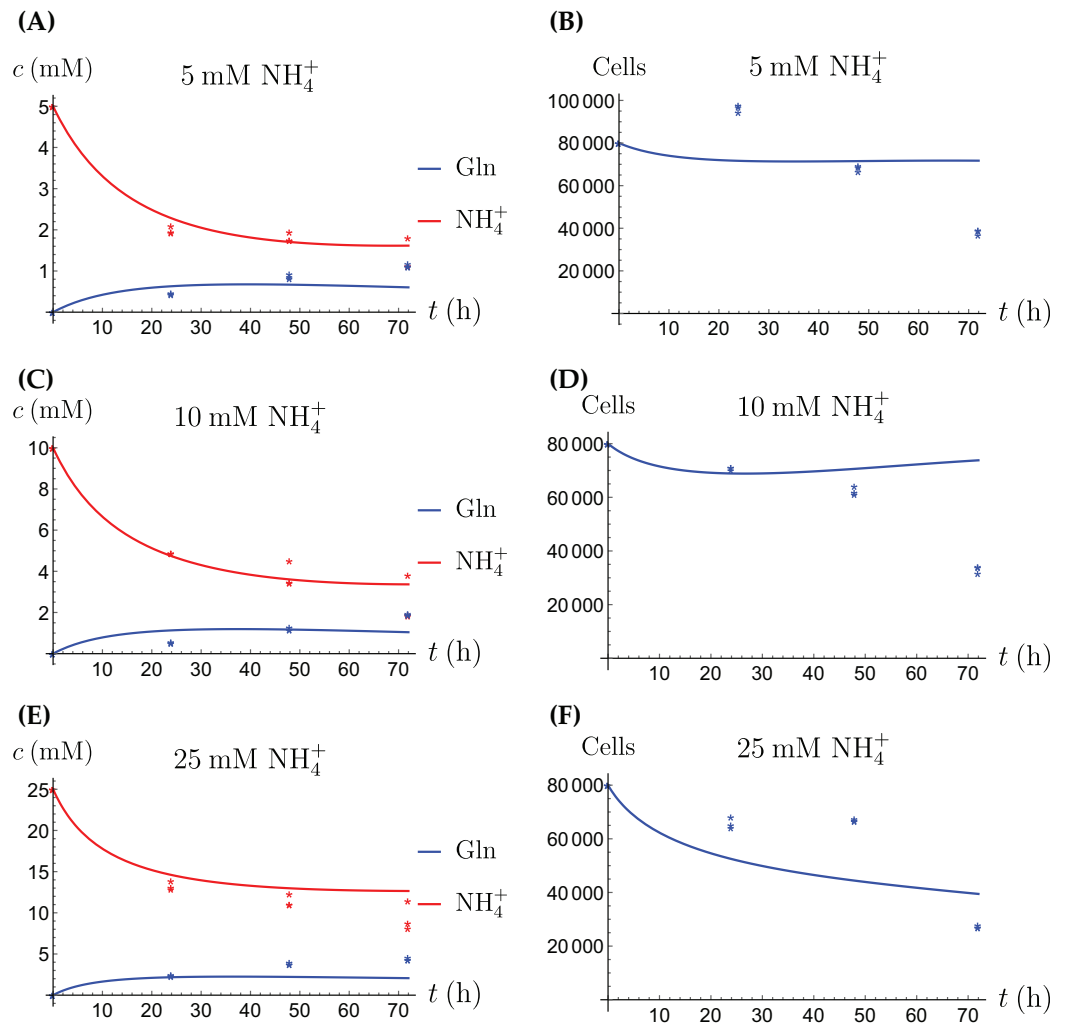 (A)
c (mM)
5 mM NH₄⁺
5
4
3
2
1
10 20 30 40 50 60 70
t (h)
Gln
NH₄⁺
(B)
Cells
5 mM NH₄⁺
100 000
80 000
60 000
40 000
20 000
10 20 30 40 50 60 70
t (h)
(C)
c (mM)
10 mM NH₄⁺
10
8
6
4
2
10 20 30 40 50 60 70
t (h)
Gln
NH₄⁺
(D)
Cells
10 mM NH₄⁺
80 000
60 000
40 000
20 000
10 20 30 40 50 60 70
t (h)
(E)
c (mM)
25 mM NH₄⁺
25
20
15
10
5
10 20 30 40 50 60 70
t (h)
Gln
NH₄⁺
(F)
Cells
25 mM NH₄⁺
80 000
60 000
40 000
20 000
10 20 30 40 50 60 70
t (h)